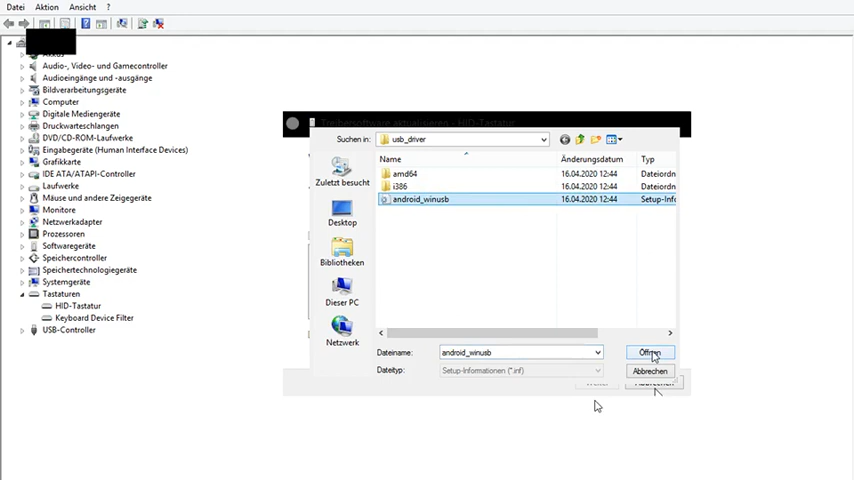 Datei Aktion Ansicht ?
Audio-, Video- und Gamecontroller
Audioeingänge und -ausgänge
Bildverarbeitungsgeräte
Computer
Digitale Mediengeräte
Druckwarteschlangen
DVD/CD-ROM-Laufwerke
Eingabegeräte (Human Interface Devices)
Grafikkarte
IDE ATA/ATAPI-Controller
Laufwerke
Mäuse und andere Zeigegeräte
Monitore
Netzwerkadapter
Prozessoren
Softwaregeräte
Speichercontroller
Speichertechnologiegeräte
Systemgeräte
Tastaturen
HID-Tastatur
Keyboard Device Filter
USB-Controller
Treibersoftware aktualisieren - HID-Tastatur
Suchen in: usb_driver
Name Änderungsdatum Typ
amd64 16.04.2020 12:44 Dateiordn
i386 16.04.2020 12:44 Dateiordn
android_winusb 16.04.2020 12:44 Setup-Info
Zuletzt besucht
Desktop
Bibliotheken
Dieser PC
Netzwerk
Dateiname: android_winusb Öffnen
Dateityp: Setup-Informationen (*.inf) Abbrechen